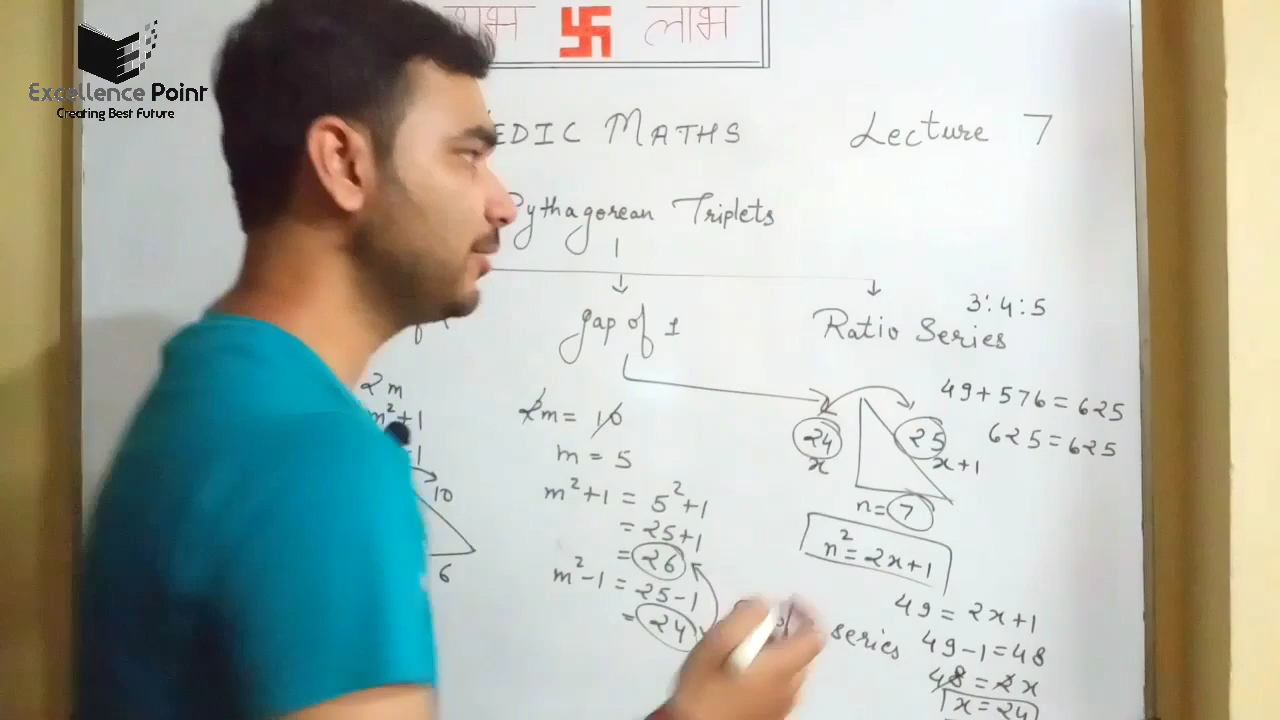 Excellence Point
Creating Best Future
शुभ 卐 लाभ
VEDIC MATHS Lecture 7
Pythagorean Triplets
gap of 1
Ratio Series 3:4:5
2m
m²+1
10
6
2m = 10
m = 5
m²+1 = 5²+1
= 25+1
= 26
m²-1 = 25-1
= 24
series
24
x
25
x+1
n = 7
n² = 2x+1
49+576 = 625
625 = 625
49 = 2x+1
49-1 = 48
48 = 2x
x = 24